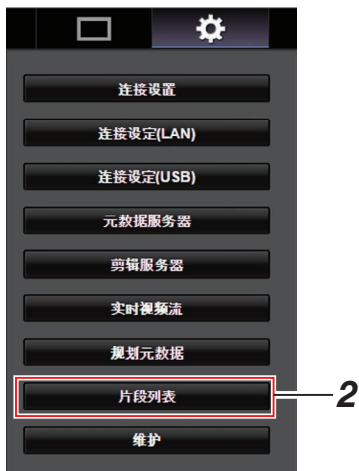 连接设置
连接设定(LAN)
连接设定(USB)
元数据服务器
剪辑服务器
实时视频流
规划元数据
片段列表
2
维护